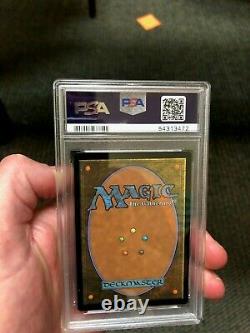 PSA PSA
54313472
MAGIC
The Gathering
DECKMASTER